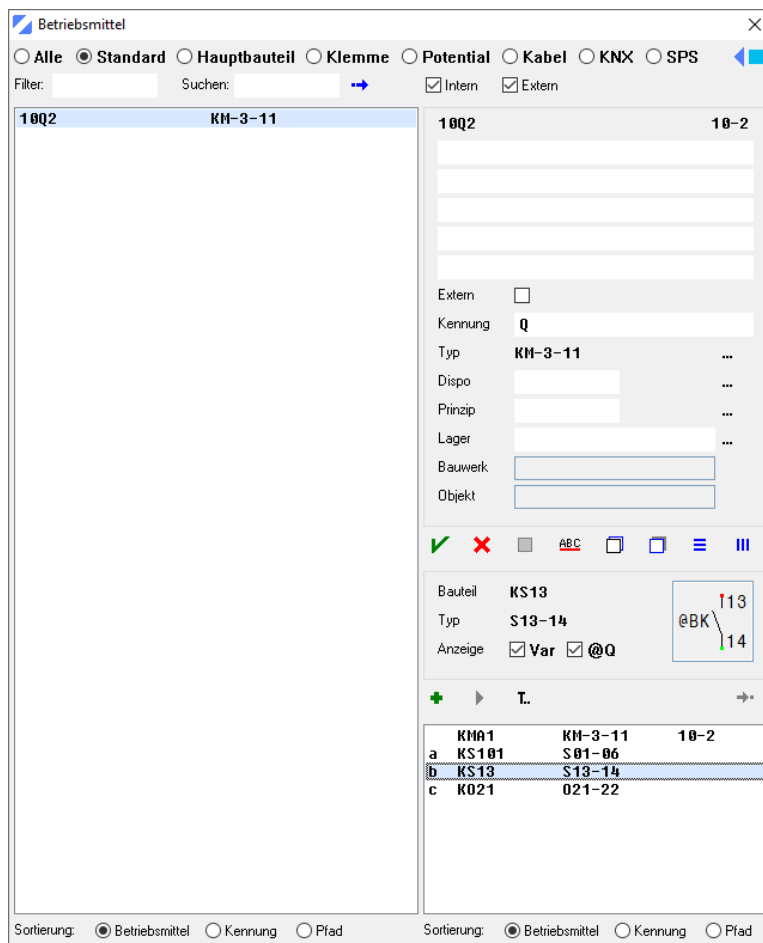 Betriebsmittel
Alle Standard Hauptbauteil Klemme Potential Kabel KNX SPS
Filter: Suchen: Intern Extern
10Q2 KM-3-11
10Q2 10-2
Extern
Kennung Q
Typ KM-3-11 ...
Dispo ...
Prinzip ...
Lager ...
Bauwerk
Objekt
ABC
Bauteil KS13
Typ S13-14
Anzeige Var @Q
13
@BK
14
T..
KMA1 KM-3-11 10-2
a KS101 S01-06
b KS13 S13-14
c KO21 O21-22
Sortierung: Betriebsmittel Kennung Pfad
Sortierung: Betriebsmittel Kennung Pfad